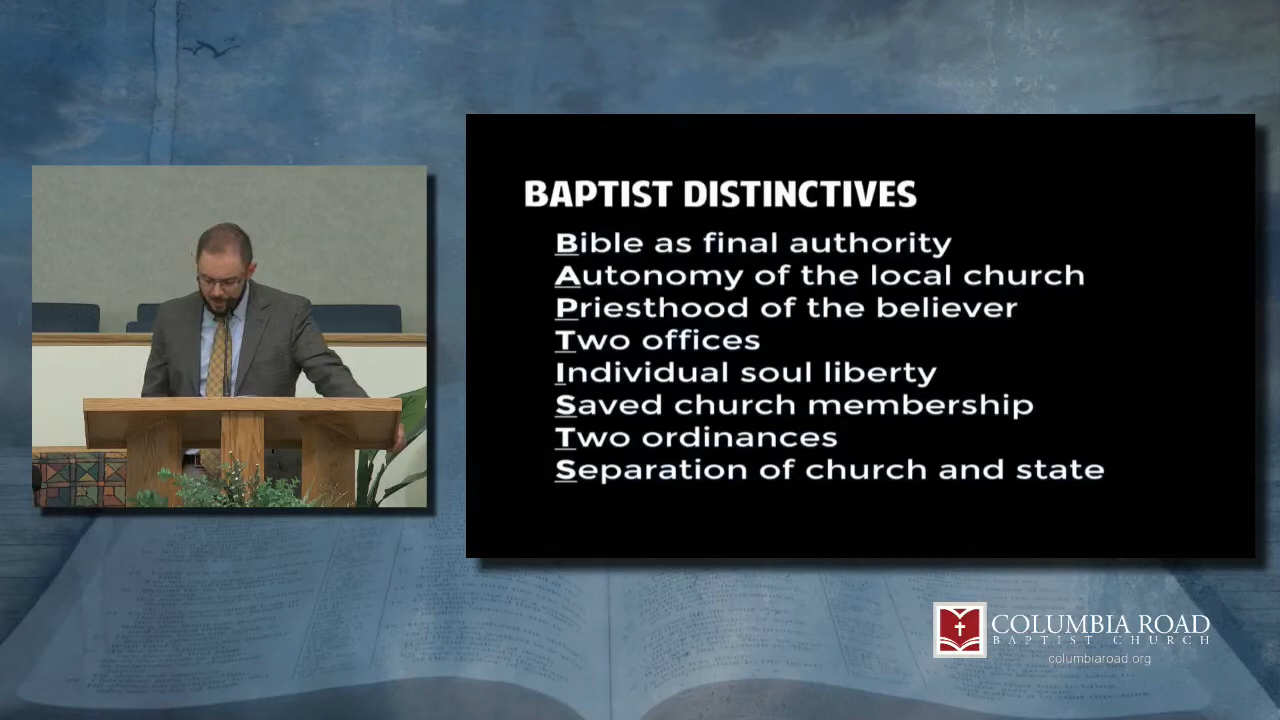 BAPTIST DISTINCTIVES
Bible as final authority
Autonomy of the local church
Priesthood of the believer
Two offices
Individual soul liberty
Saved church membership
Two ordinances
Separation of church and state
COLUMBIA ROAD
BAPTIST CHURCH
columbiaroad.org